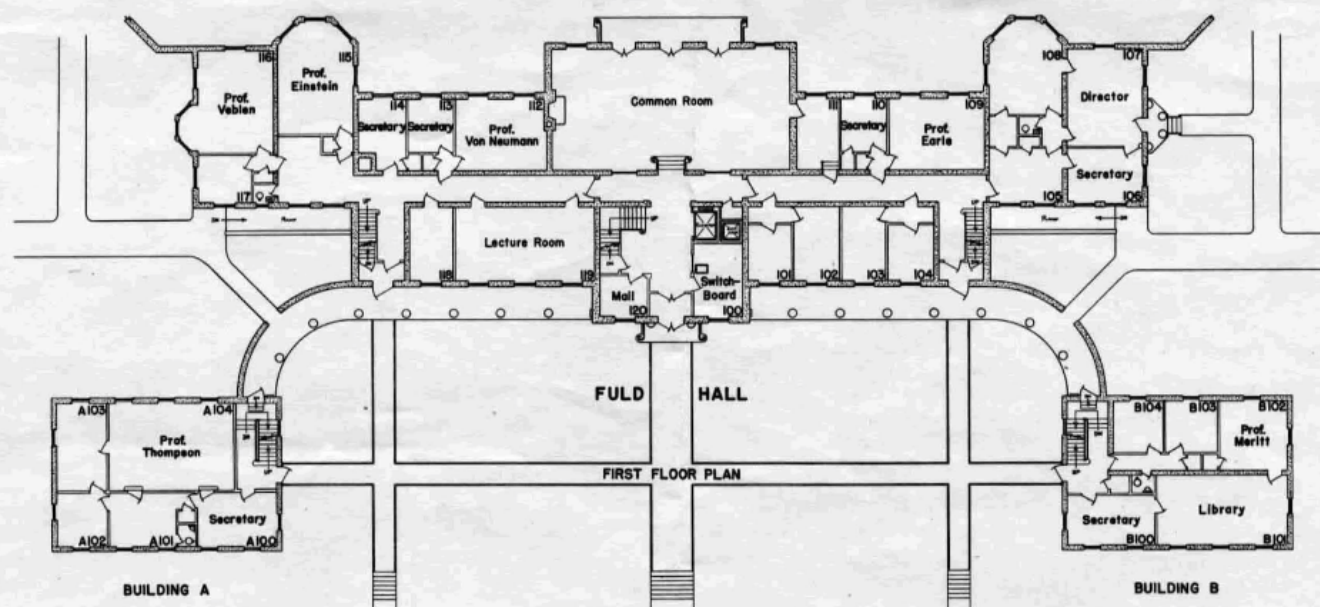 116
Prof.
Veblen
115
Prof.
Einstein
114
Secretary
113
Secretary
112
Prof.
Von Neumann
Common Room
111
110
Secretary
109
Prof.
Earle
108
107
Director
Secretary
105
106
117
118
Lecture Room
119
UP
Mail
120
Switch-
Board
100
101
102
103
104
FULD HALL
FIRST FLOOR PLAN
A103
A104
Prof.
Thompson
Secretary
A102
A101
A100
BUILDING A
B104
B103
B102
Prof.
Meritt
Secretary
B100
Library
B101
BUILDING B